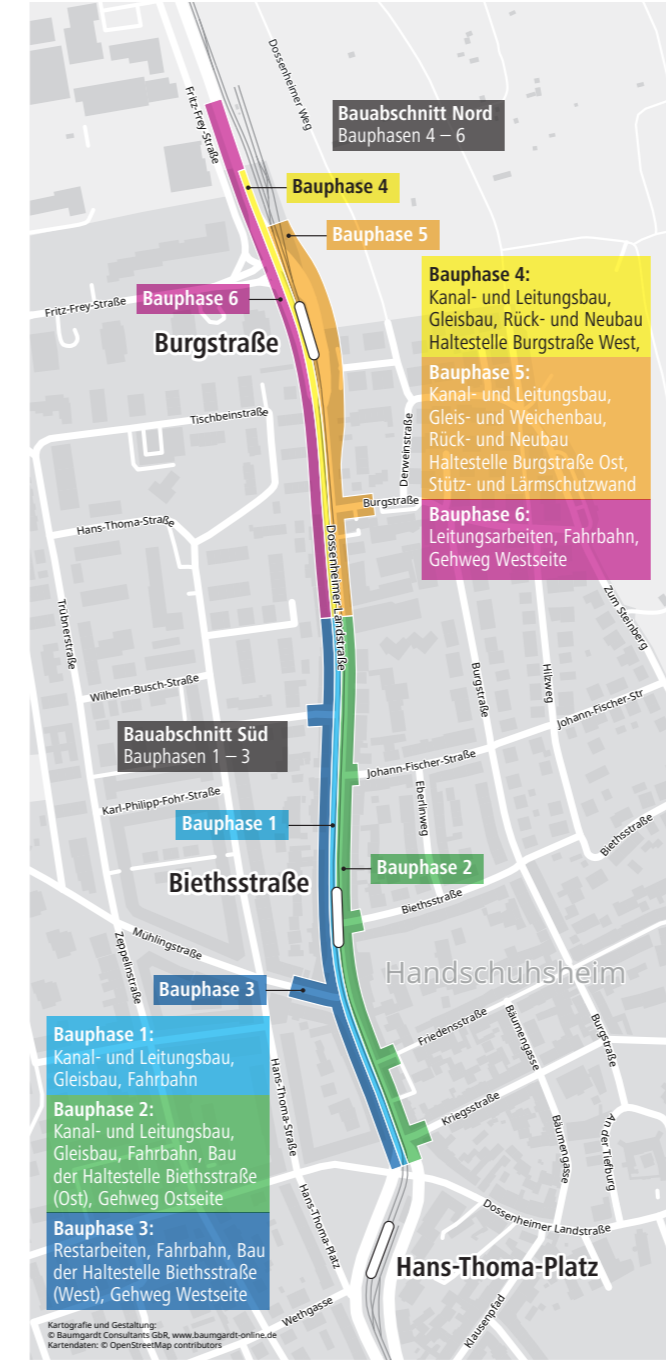 Dossenheimer Weg
Fritz-Frey-Straße
Bauabschnitt Nord
Bauphasen 4 – 6
Bauphase 4
Bauphase 5
Bauphase 6
Fritz-Frey-Straße
Burgstraße
Bauphase 4:
Kanal- und Leitungsbau,
Gleisbau, Rück- und Neubau
Haltestelle Burgstraße West,
Bauphase 5:
Kanal- und Leitungsbau,
Gleis- und Weichenbau,
Rück- und Neubau
Haltestelle Burgstraße Ost,
Stütz- und Lärmschutzwand
Bauphase 6:
Leitungsarbeiten, Fahrbahn,
Gehweg Westseite
Tischbeinstraße
Derweinstraße
Burgstraße
Hans-Thoma-Straße
Dossenheimer Landstraße
Trübnerstraße
Zum Steinberg
Wilhelm-Busch-Straße
Burgstraße
Hilzweg
Johann-Fischer-Str
Bauabschnitt Süd
Bauphasen 1 – 3
Johann-Fischer-Straße
Eberlinweg
Karl-Philipp-Fohr-Straße
Bauphase 1
Biethsstraße
Bauphase 2
Biethsstraße
Biethsstraße
Mühlingstraße
Zeppelinstraße
Handschuhsheim
Bauphase 3
Friedensstraße
Bäumengasse
Burgstraße
Kriegsstraße
Bäumengasse
An der Tiefburg
Hans-Thoma-Straße
Bauphase 1:
Kanal- und Leitungsbau,
Gleisbau, Fahrbahn
Bauphase 2:
Kanal- und Leitungsbau,
Gleisbau, Fahrbahn, Bau
der Haltestelle Biethsstraße
(Ost), Gehweg Ostseite
Bauphase 3:
Restarbeiten, Fahrbahn, Bau
der Haltestelle Biethsstraße
(West), Gehweg Westseite
Hans-Thoma-Platz
Dossenheimer Landstraße
Hans-Thoma-Platz
Wethgasse
Klausenpfad
Kartografie und Gestaltung:
© Baumgardt Consultants GbR, www.baumgardt-online.de
Kartendaten: © OpenStreetMap contributors